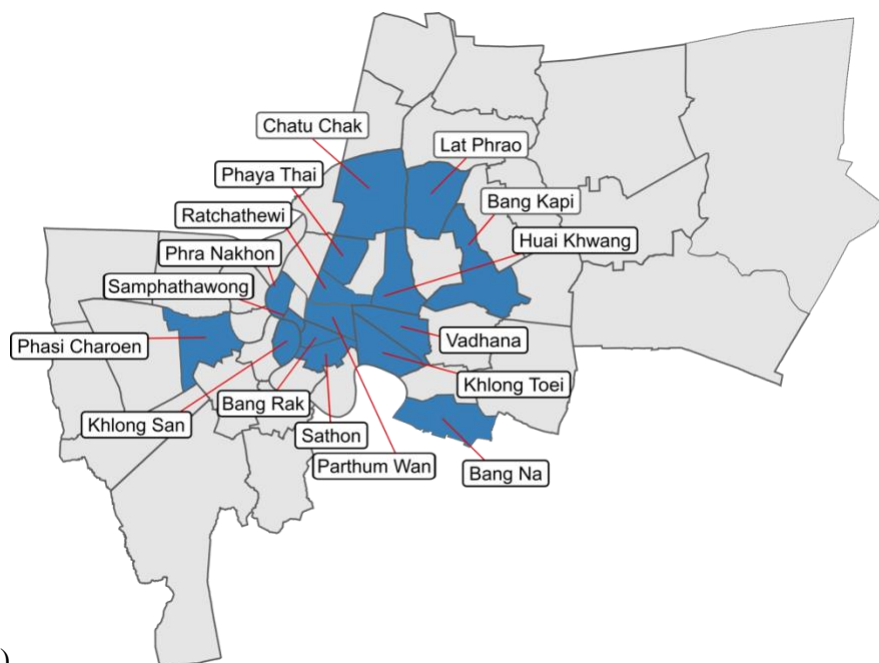 Chatu Chak
Lat Phrao
Phaya Thai
Bang Kapi
Ratchathewi
Huai Khwang
Phra Nakhon
Samphathawong
Vadhana
Phasi Charoen
Khlong Toei
Bang Rak
Khlong San
Sathon
Parthum Wan
Bang Na
)